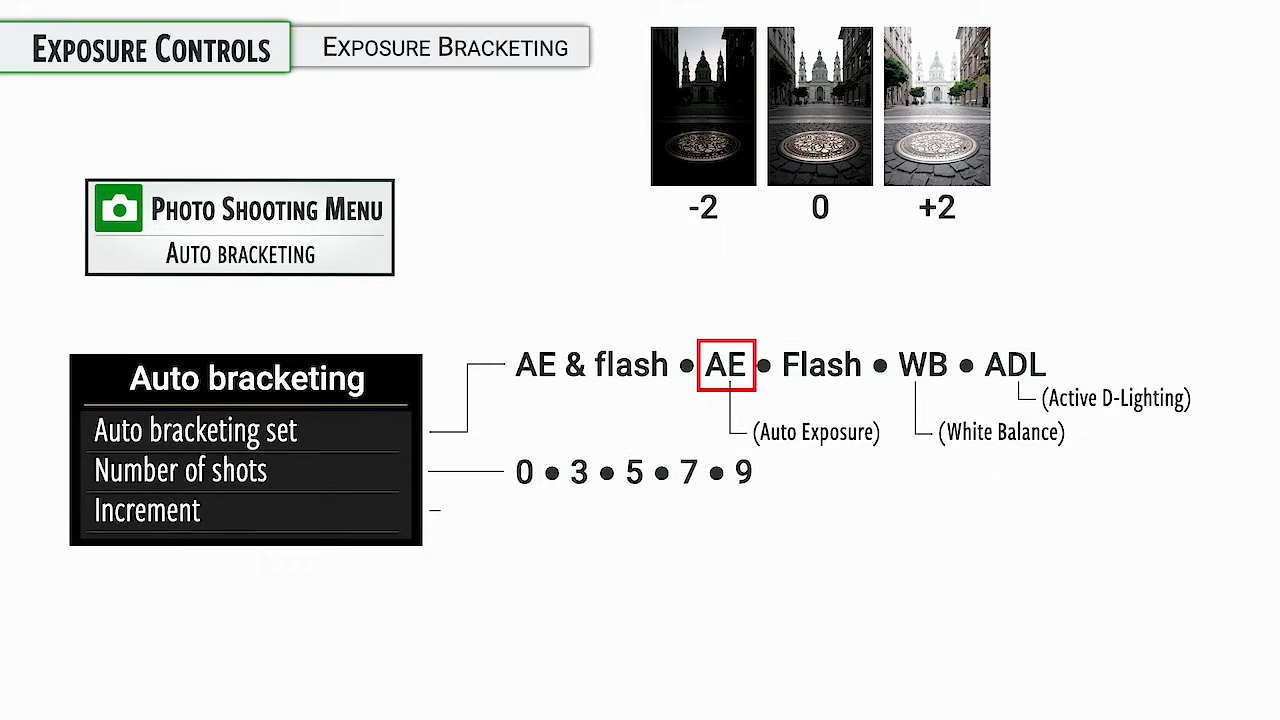 EXPOSURE CONTROLS
EXPOSURE BRACKETING
-2 0 +2
PHOTO SHOOTING MENU
AUTO BRACKETING
Auto bracketing
Auto bracketing set
Number of shots
Increment
AE & flash • AE • Flash • WB • ADL
(Active D-Lighting)
(Auto Exposure) (White Balance)
0 • 3 • 5 • 7 • 9